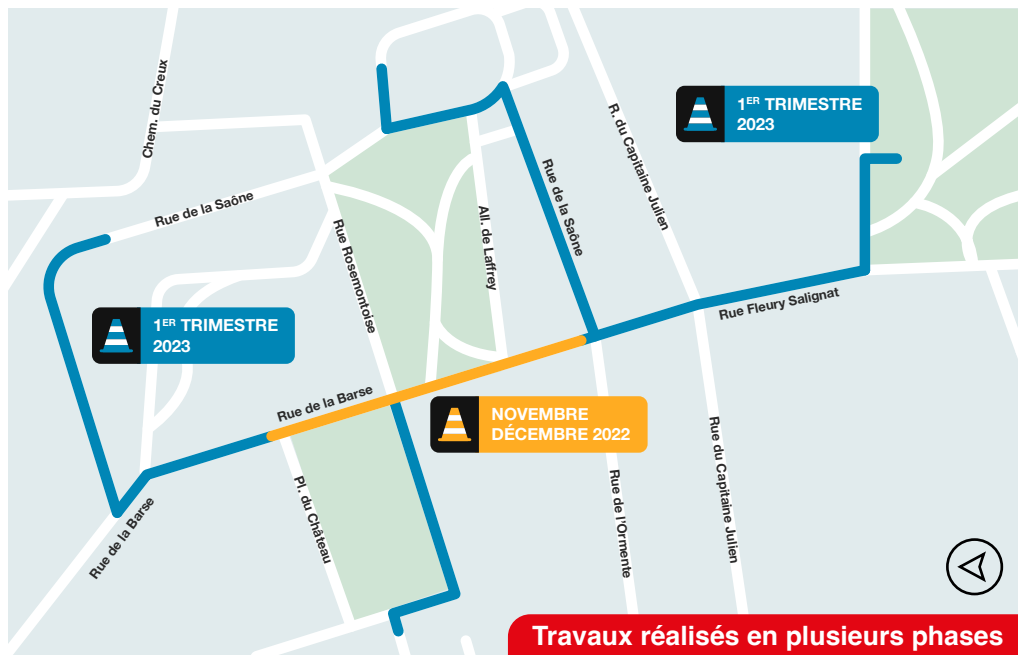 Chem. du Creux
1ER TRIMESTRE
2023
R. du Capitaine Julien
Rue de la Saône
Rue de la Saône
All. de Laffrey
Rue Rosemontoise
Rue Fleury Salignat
1ER TRIMESTRE
2023
Rue de la Barse
NOVEMBRE
DÉCEMBRE 2022
Rue du Capitaine Julien
Pl. du Château
Rue de l'Ormente
Rue de la Barse
Travaux réalisés en plusieurs phases